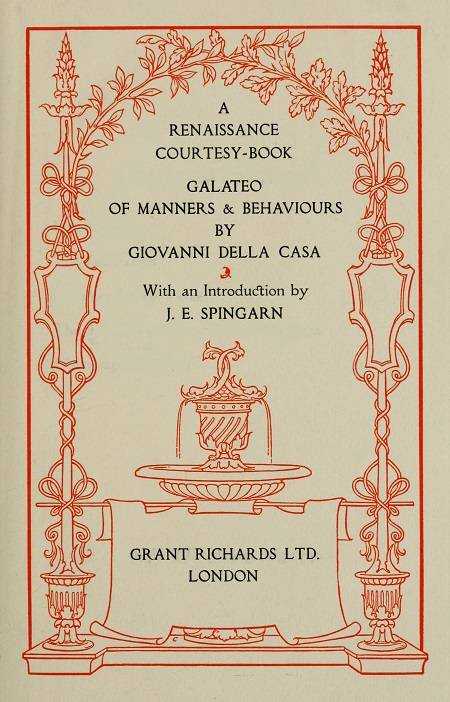 A
RENAISSANCE
COURTESY-BOOK
GALATEO
OF MANNERS & BEHAVIOURS
BY
GIOVANNI DELLA CASA
With an Introduction by
J. E. SPINGARN
GRANT RICHARDS LTD.
LONDON